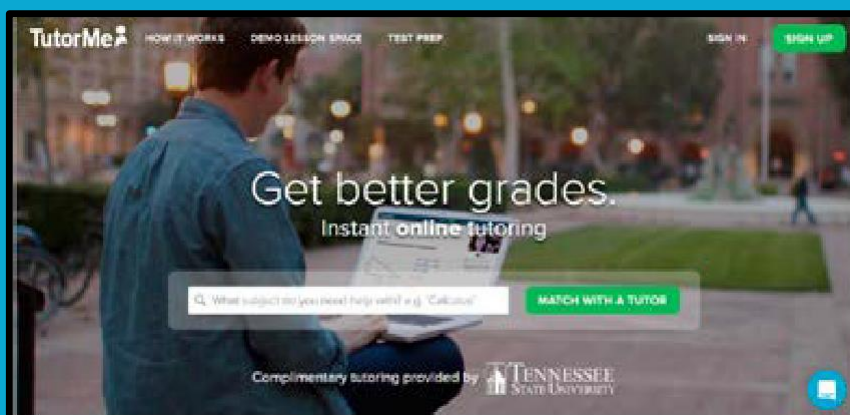 TutorMe HOW IT WORKS DEMO LESSON SPACE TEST PREP SIGN IN SIGN UP
Get better grades.
Instant online tutoring
What subject do you need help with? e.g. "Calculus" MATCH WITH A TUTOR
Complimentary tutoring provided by TENNESSEE
STATE UNIVERSITY